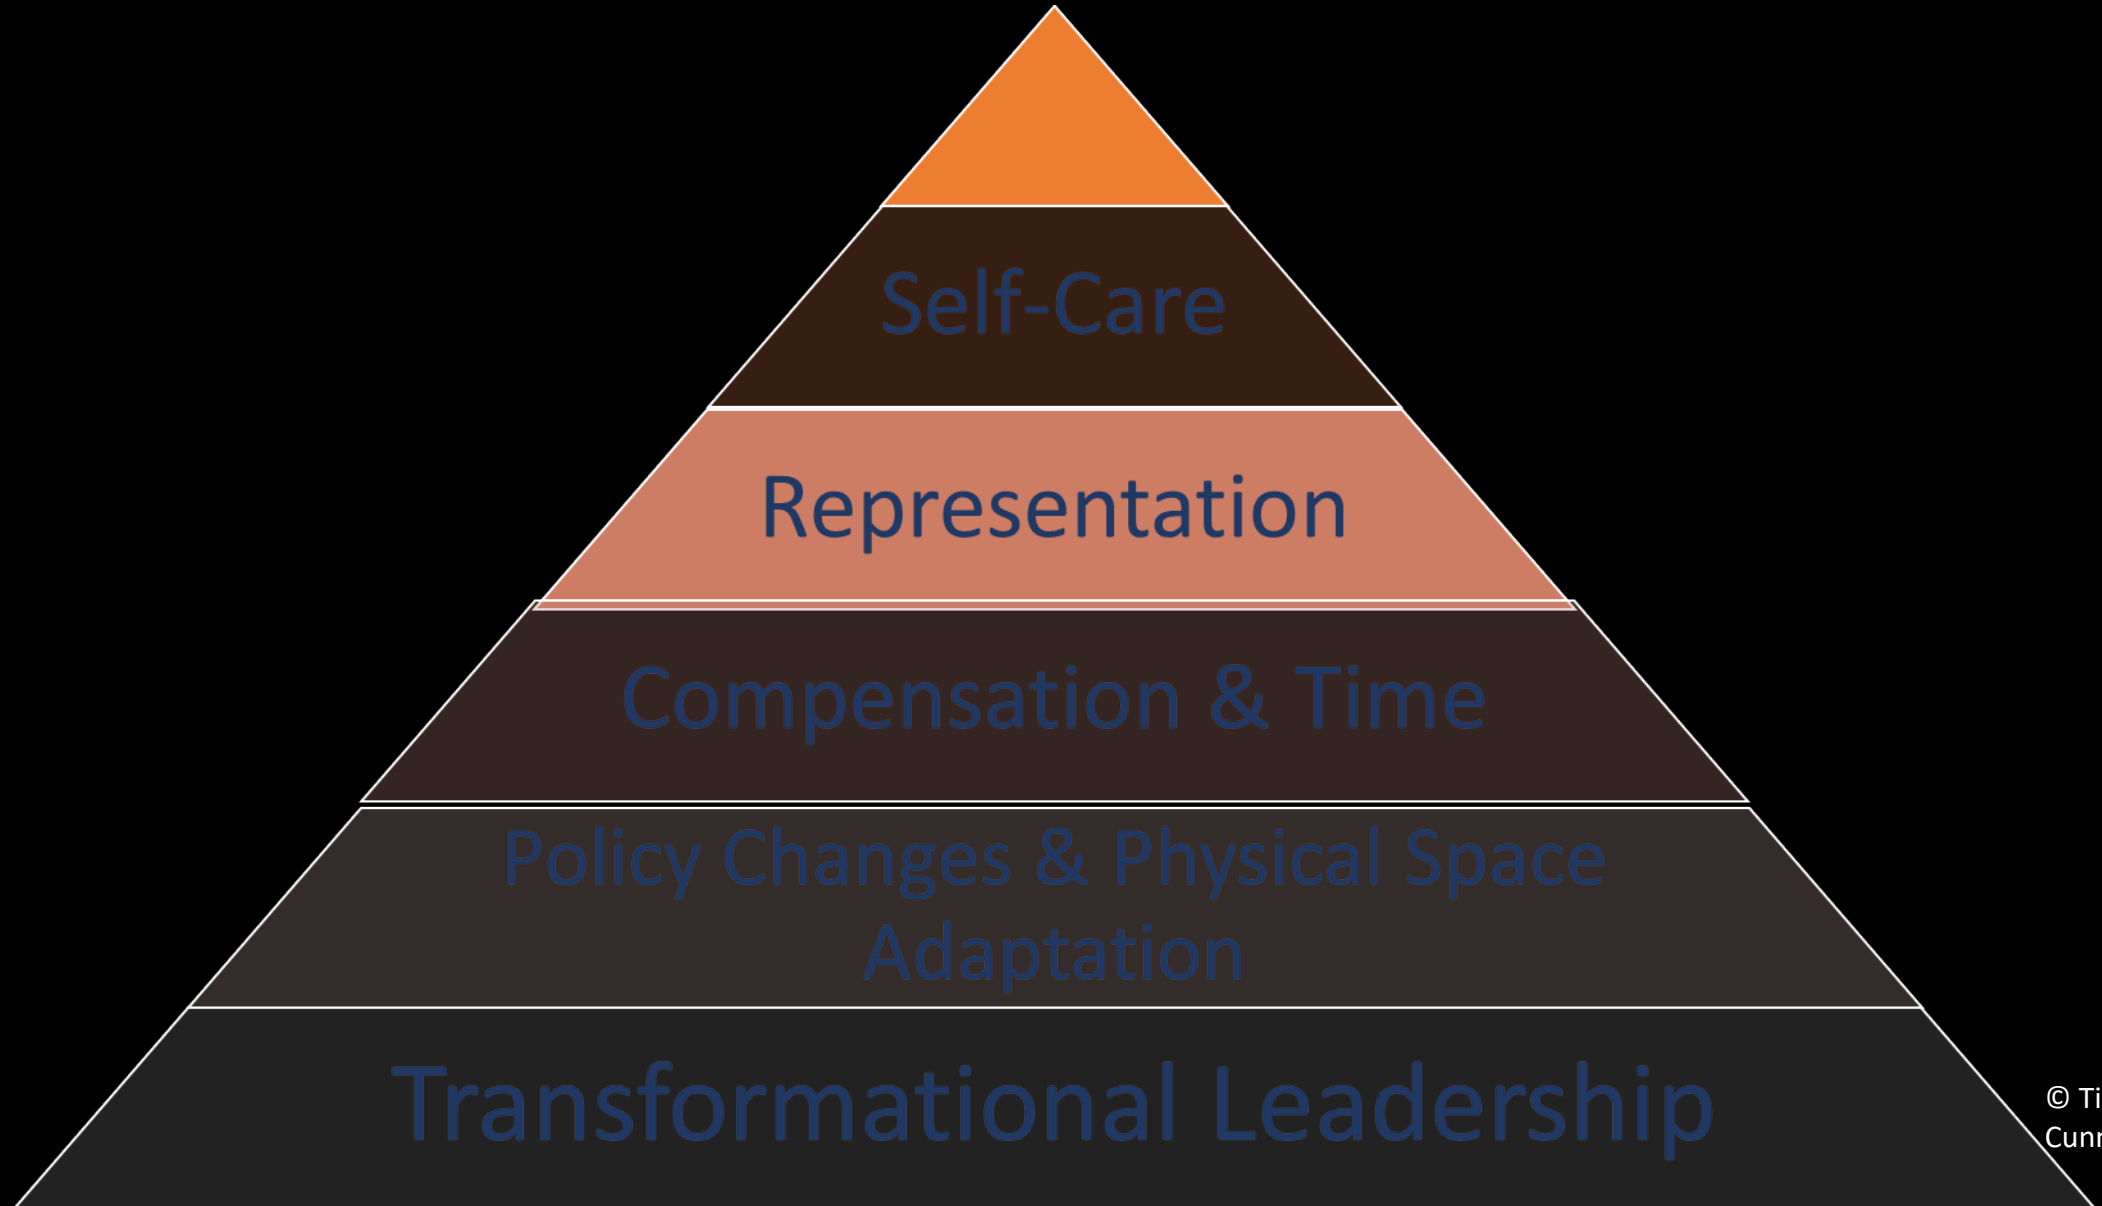 Self-Care
Representation
Compensation & Time
Policy Changes & Physical Space
Adaptation
Transformational Leadership
©